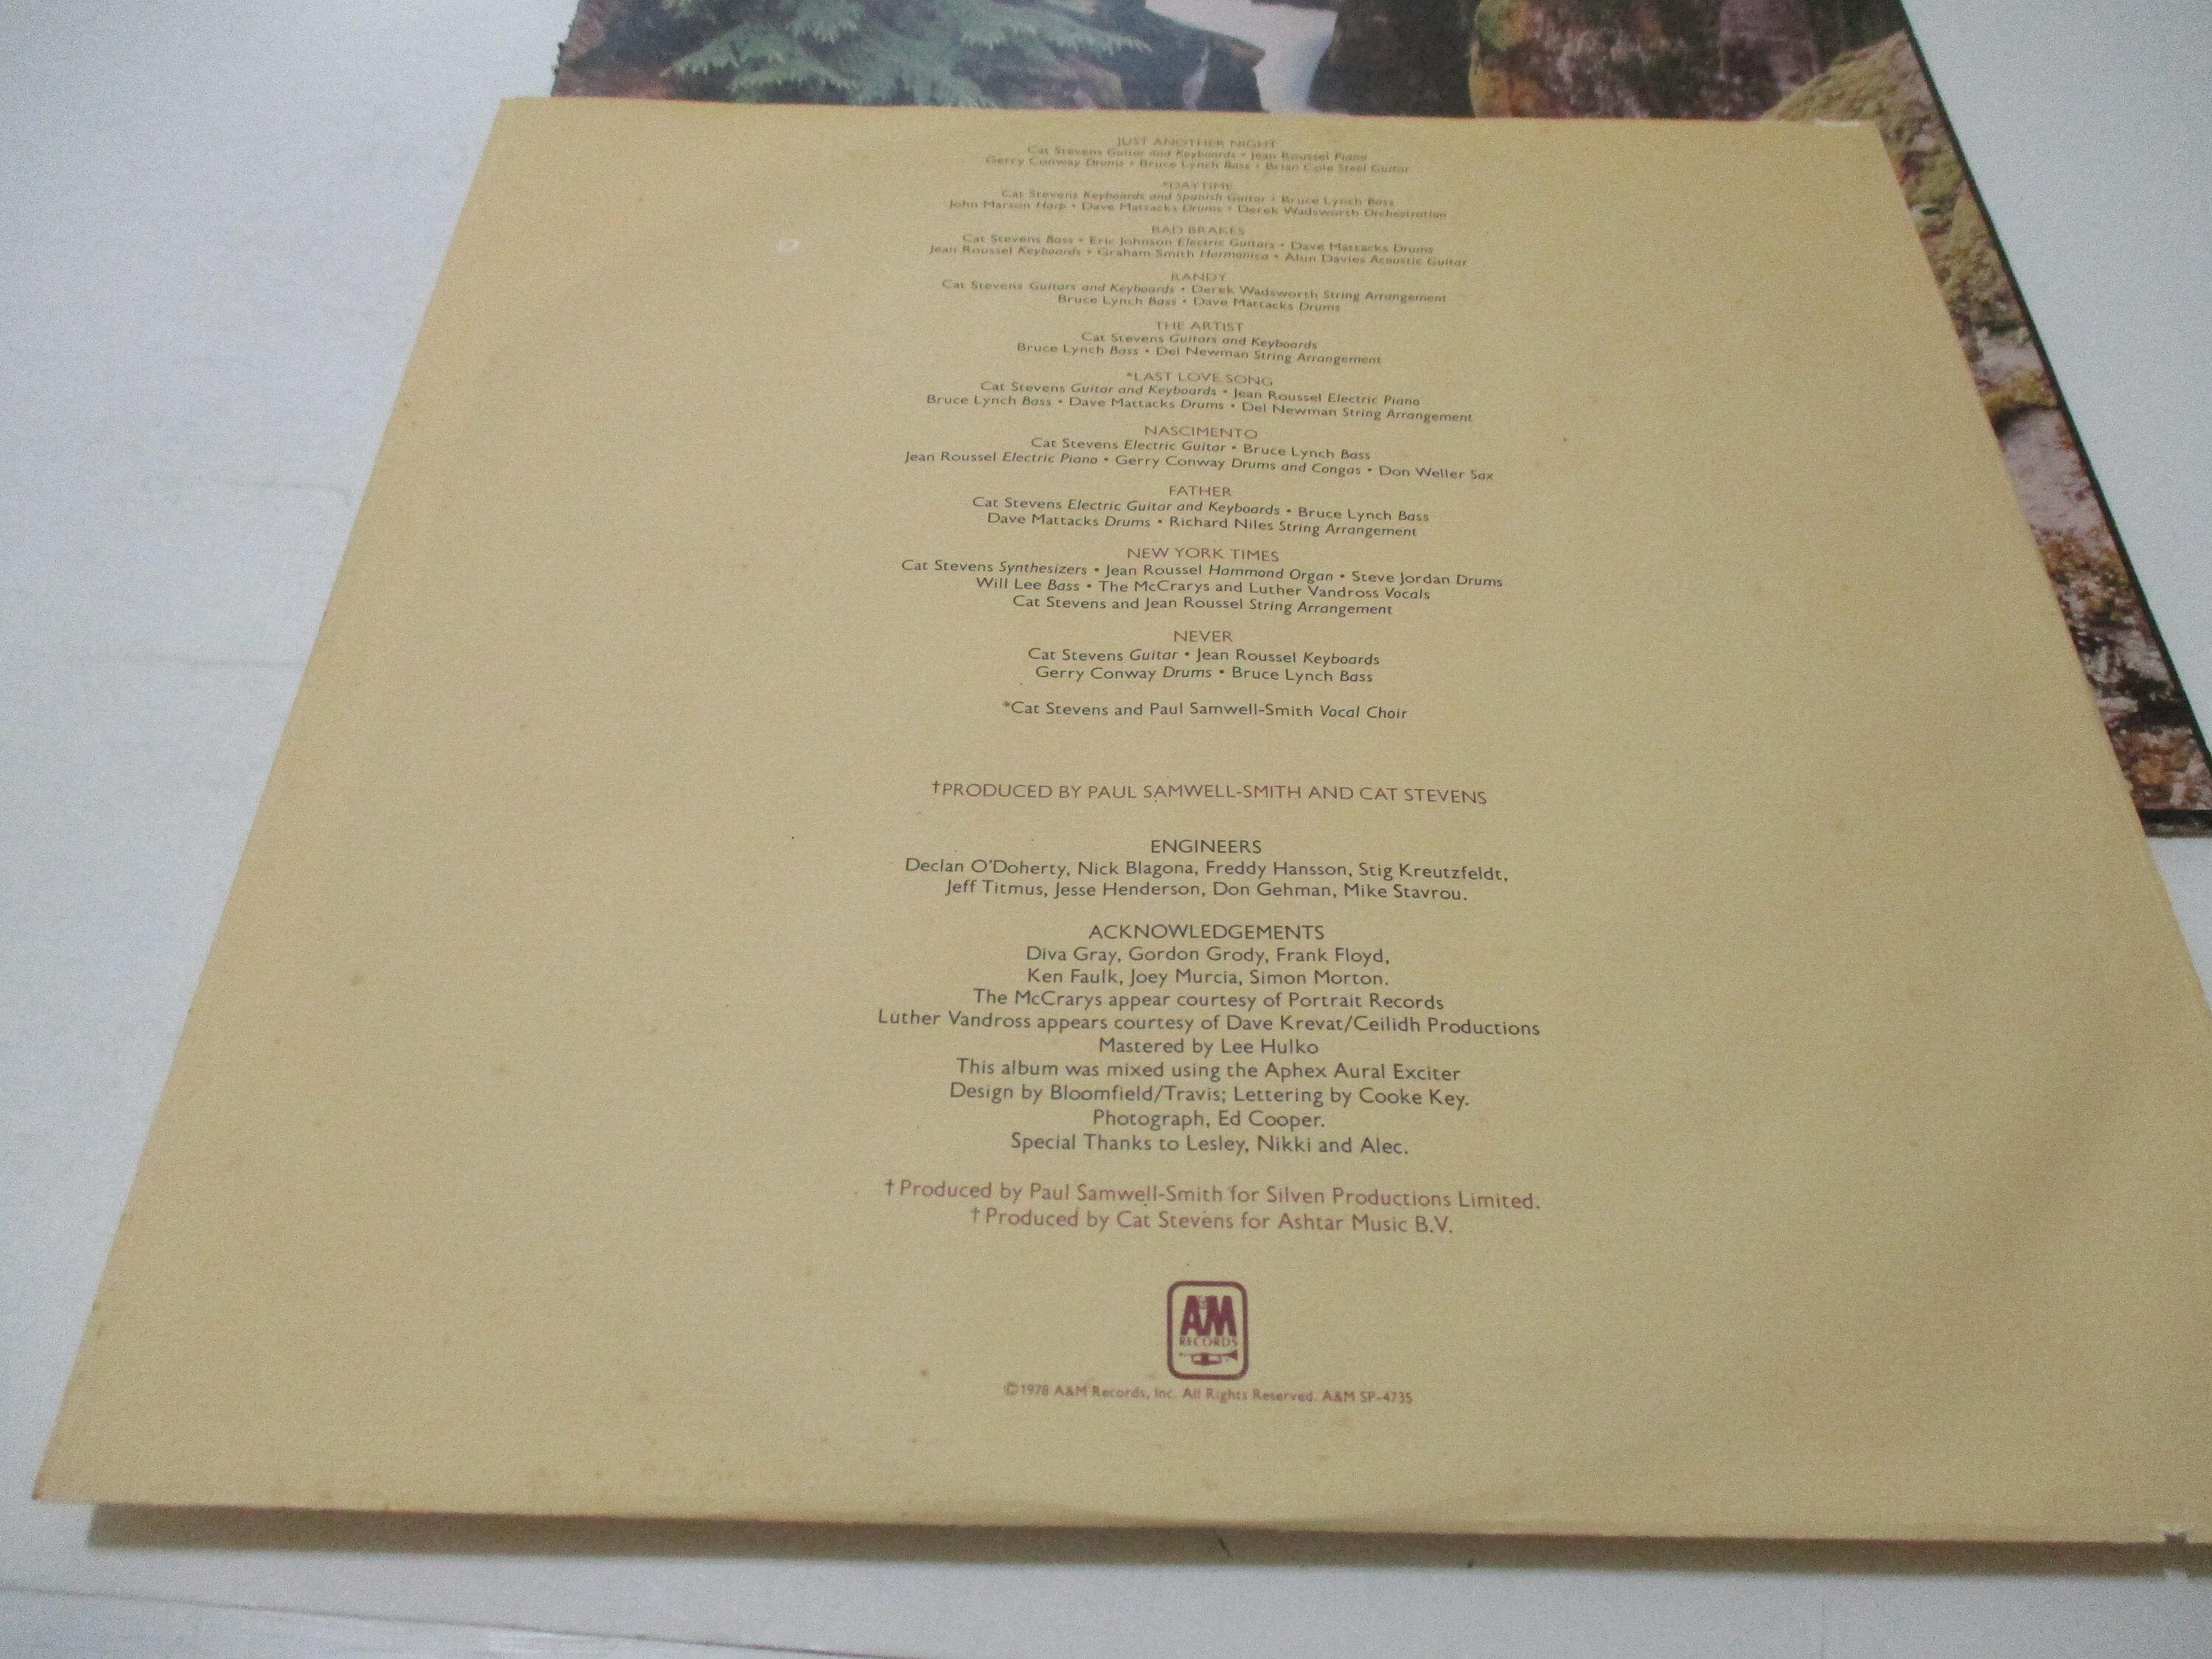 JUST ANOTHER NIGHT
Cat Stevens Guitar and Keyboards • Jean Roussel Piano
Gerry Conway Drums • Bruce Lynch Bass • Brian Cole Steel Guitar
*DAYTIME
Cat Stevens Keyboards and Spanish Guitar • Bruce Lynch Bass
John Marson Harp • Dave Mattacks Drums • Derek Wadsworth Orchestration
BAD BRAKES
Cat Stevens Bass • Eric Johnson Electric Guitars • Dave Mattacks Drums
Jean Roussel Keyboards • Graham Smith Harmonica • Alun Davies Acoustic Guitar
RANDY
Cat Stevens Guitars and Keyboards • Derek Wadsworth String Arrangement
Bruce Lynch Bass • Dave Mattacks Drums
THE ARTIST
Cat Stevens Guitars and Keyboards
Bruce Lynch Bass • Del Newman String Arrangement
*LAST LOVE SONG
Cat Stevens Guitar and Keyboards • Jean Roussel Electric Piano
Bruce Lynch Bass • Dave Mattacks Drums • Del Newman String Arrangement
NASCIMENTO
Cat Stevens Electric Guitar • Bruce Lynch Bass
Jean Roussel Electric Piano • Gerry Conway Drums and Congas • Don Weller Sax
FATHER
Cat Stevens Electric Guitar and Keyboards • Bruce Lynch Bass
Dave Mattacks Drums • Richard Niles String Arrangement
NEW YORK TIMES
Cat Stevens Synthesizers • Jean Roussel Hammond Organ • Steve Jordan Drums
Will Lee Bass • The McCrarys and Luther Vandross Vocals
Cat Stevens and Jean Roussel String Arrangement
NEVER
Cat Stevens Guitar • Jean Roussel Keyboards
Gerry Conway Drums • Bruce Lynch Bass
*Cat Stevens and Paul Samwell-Smith Vocal Choir
†PRODUCED BY PAUL SAMWELL-SMITH AND CAT STEVENS
ENGINEERS
Declan O'Doherty, Nick Blagona, Freddy Hansson, Stig Kreutzfeldt,
Jeff Titmus, Jesse Henderson, Don Gehman, Mike Stavrou.
ACKNOWLEDGEMENTS
Diva Gray, Gordon Grody, Frank Floyd,
Ken Faulk, Joey Murcia, Simon Morton.
The McCrarys appear courtesy of Portrait Records
Luther Vandross appears courtesy of Dave Krevat/Ceilidh Productions
Mastered by Lee Hulko
This album was mixed using the Aphex Aural Exciter
Design by Bloomfield/Travis; Lettering by Cooke Key.
Photograph, Ed Cooper.
Special Thanks to Lesley, Nikki and Alec.
† Produced by Paul Samwell-Smith for Silven Productions Limited.
† Produced by Cat Stevens for Ashtar Music B.V.
A&M
RECORDS
©1978 A&M Records, Inc. All Rights Reserved. A&M SP-4735